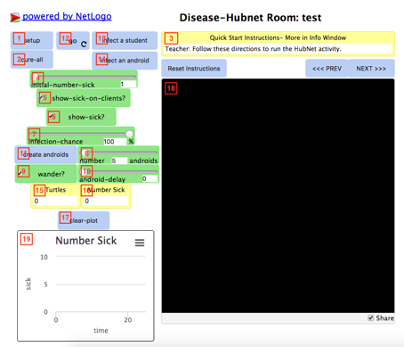 powered by NetLogo
Disease-Hubnet Room: test
1 setup
12 go
13 infect a student
3 Quick Start Instructions- More in Info Window
Teacher: Follow these directions to run the HubNet activity.
2 cure-all
14 infect an android
Reset Instructions
<<< PREV
NEXT >>>
initial-number-sick 1
show-sick-on-clients?
show-sick?
7
infection-chance 100 %
11 create androids
number 5 androids
9 wander?
10
android-delay 0
15 Turtles
0
16 Number Sick
0
17 clear-plot
18
19
Number Sick
10
5
0
sick
0
20
time
Share